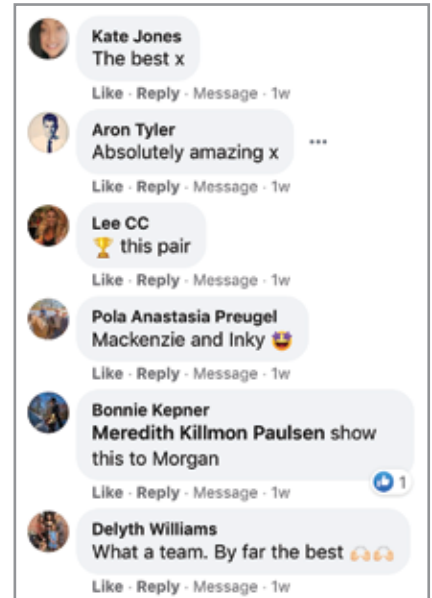 Kate Jones
The best x
Like · Reply · Message · 1w
Aron Tyler
Absolutely amazing x
Like · Reply · Message · 1w
Lee CC
🏆 this pair
Like · Reply · Message · 1w
Pola Anastasia Preugel
Mackenzie and Inky 🤩
Like · Reply · Message · 1w
Bonnie Kepner
Meredith Killmon Paulsen show
this to Morgan
1
Like · Reply · Message · 1w
Delyth Williams
What a team. By far the best 🙌🏻🙌🏻
Like · Reply · Message · 1w